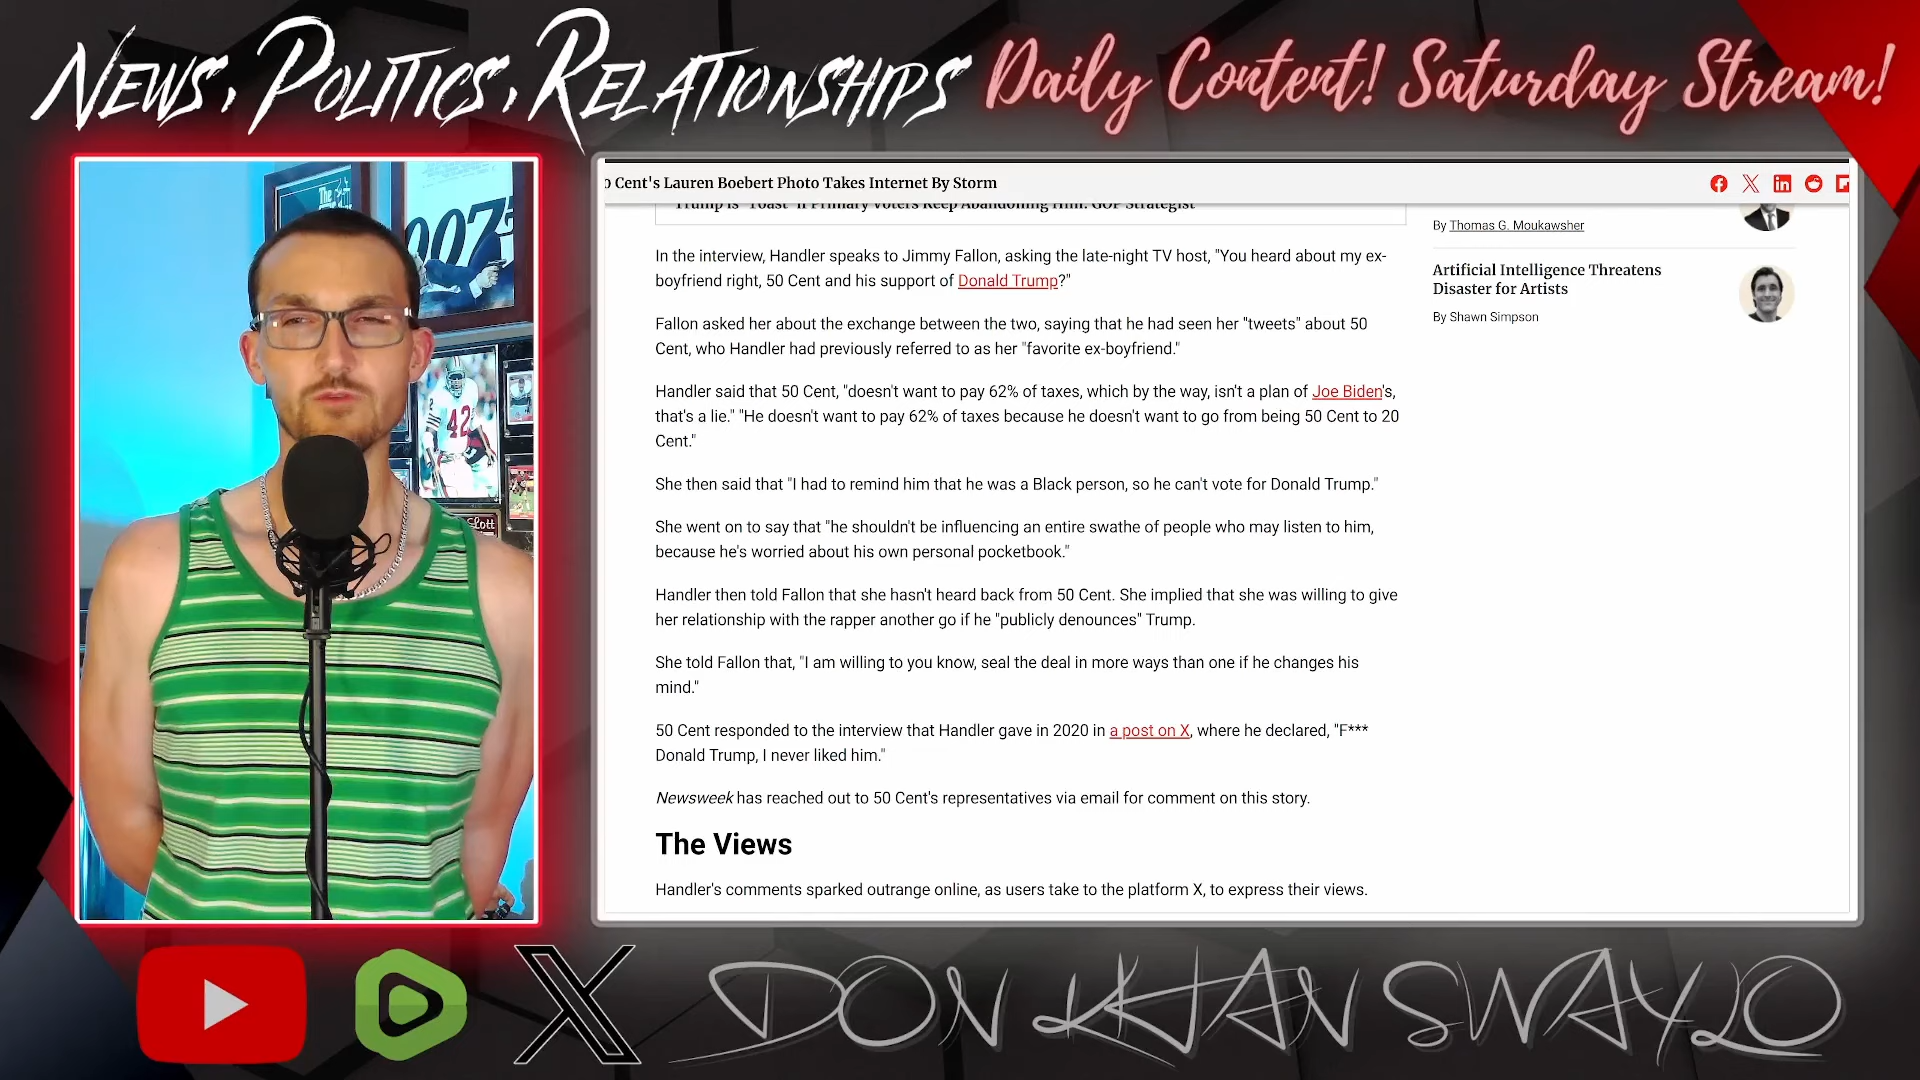 News, Politics, Relationships Daily Content! Saturday Stream!
The
007
42
Lott
Cent's Lauren Boebert Photo Takes Internet By Storm
Trump Is "Toast" If Primary Voters Keep Abandoning Him: GOP Strategist
In the interview, Handler speaks to Jimmy Fallon, asking the late-night TV host, "You heard about my ex-
boyfriend right, 50 Cent and his support of Donald Trump?"
Fallon asked her about the exchange between the two, saying that he had seen her "tweets" about 50
Cent, who Handler had previously referred to as her "favorite ex-boyfriend."
Handler said that 50 Cent, "doesn't want to pay 62% of taxes, which by the way, isn't a plan of Joe Biden's,
that's a lie." "He doesn't want to pay 62% of taxes because he doesn't want to go from being 50 Cent to 20
Cent."
She then said that "I had to remind him that he was a Black person, so he can't vote for Donald Trump."
She went on to say that "he shouldn't be influencing an entire swathe of people who may listen to him,
because he's worried about his own personal pocketbook."
Handler then told Fallon that she hasn't heard back from 50 Cent. She implied that she was willing to give
her relationship with the rapper another go if he "publicly denounces" Trump.
She told Fallon that, "I am willing to you know, seal the deal in more ways than one if he changes his
mind."
50 Cent responded to the interview that Handler gave in 2020 in a post on X, where he declared, "F***
Donald Trump, I never liked him."
Newsweek has reached out to 50 Cent's representatives via email for comment on this story.
The Views
Handler's comments sparked outrange online, as users take to the platform X, to express their views.
By Thomas G. Moukawsher
Artificial Intelligence Threatens
Disaster for Artists
By Shawn Simpson
DON KHAN SWAYLO